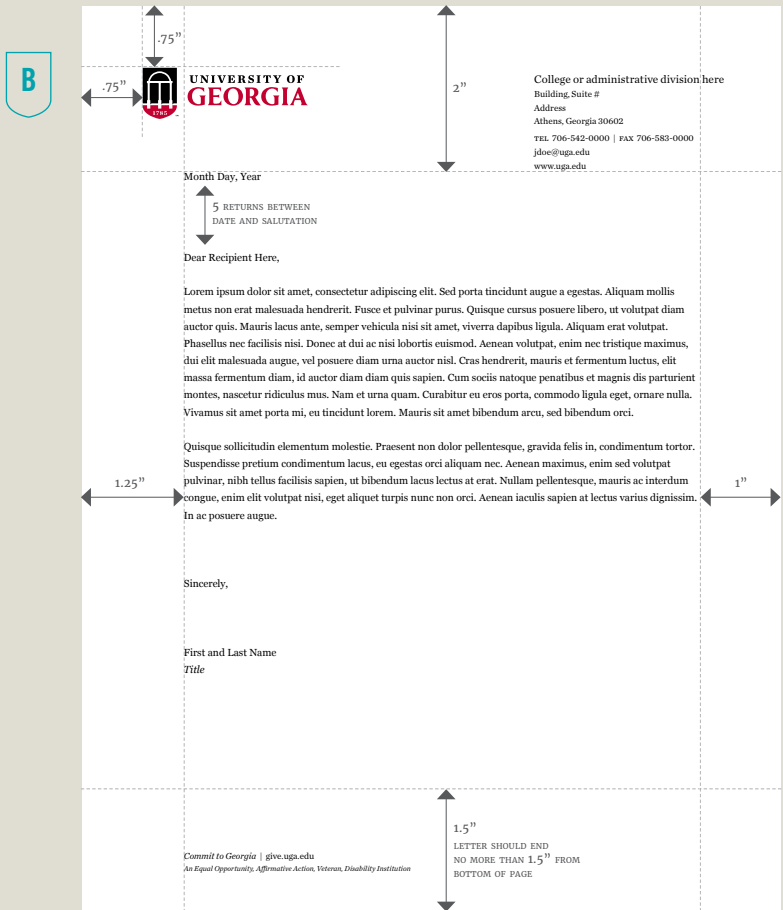 .75”
B
.75”
UNIVERSITY OF
GEORGIA
1785
2”
College or administrative division here
Building, Suite #
Address
Athens, Georgia 30602
TEL 706-542-0000 | FAX 706-583-0000
jdoe@uga.edu
www.uga.edu
Month Day, Year
5 RETURNS BETWEEN
DATE AND SALUTATION
Dear Recipient Here,
Lorem ipsum dolor sit amet, consectetur adipiscing elit. Sed porta tincidunt augue a egestas. Aliquam mollis
metus non erat malesuada hendrerit. Fusce et pulvinar purus. Quisque cursus posuere libero, ut volutpat diam
auctor quis. Mauris lacus ante, semper vehicula nisi sit amet, viverra dapibus ligula. Aliquam erat volutpat.
Phasellus nec facilisis nisi. Donec at dui ac nisi lobortis euismod. Aenean volutpat, enim nec tristique maximus,
dui elit malesuada augue, vel posuere diam urna auctor nisl. Cras hendrerit, mauris et fermentum luctus, elit
massa fermentum diam, id auctor diam diam quis sapien. Cum sociis natoque penatibus et magnis dis parturient
montes, nascetur ridiculus mus. Nam et urna quam. Curabitur eu eros porta, commodo ligula eget, ornare nulla.
Vivamus sit amet porta mi, eu tincidunt lorem. Mauris sit amet bibendum arcu, sed bibendum orci.
Quisque sollicitudin elementum molestie. Praesent non dolor pellentesque, gravida felis in, condimentum tortor.
Suspendisse pretium condimentum lacus, eu egestas orci aliquam nec. Aenean maximus, enim sed volutpat
pulvinar, nibh tellus facilisis sapien, ut bibendum lacus lectus at erat. Nullam pellentesque, mauris ac interdum
congue, enim elit volutpat nisi, eget aliquet turpis nunc non orci. Aenean iaculis sapien at lectus varius dignissim.
In ac posuere augue.
1.25”
1”
Sincerely,
First and Last Name
Title
1.5”
LETTER SHOULD END
NO MORE THAN 1.5” FROM
BOTTOM OF PAGE
Commit to Georgia | give.uga.edu
An Equal Opportunity, Affirmative Action, Veteran, Disability Institution